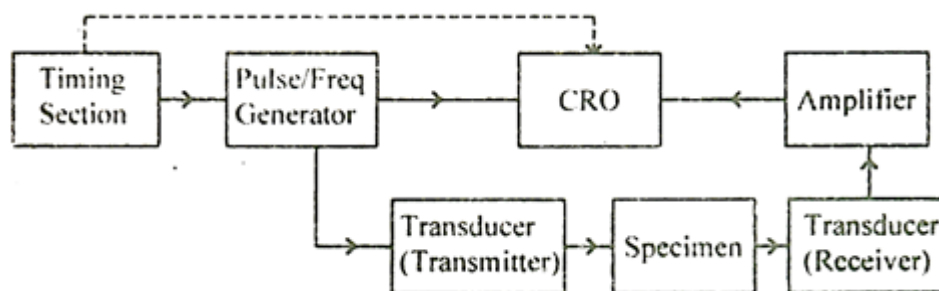 Timing
Section
Pulse/Freq
Generator
CRO
Amplifier
Transducer
(Transmitter)
Specimen
Transducer
(Receiver)